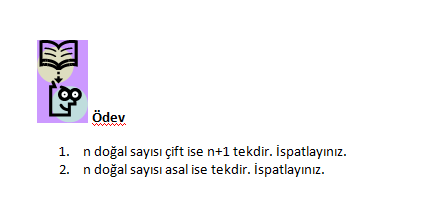 Ödev
1. n doğal sayısı çift ise n+1 tekdir. İspatlayınız.
2. n doğal sayısı asal ise tekdir. İspatlayınız.